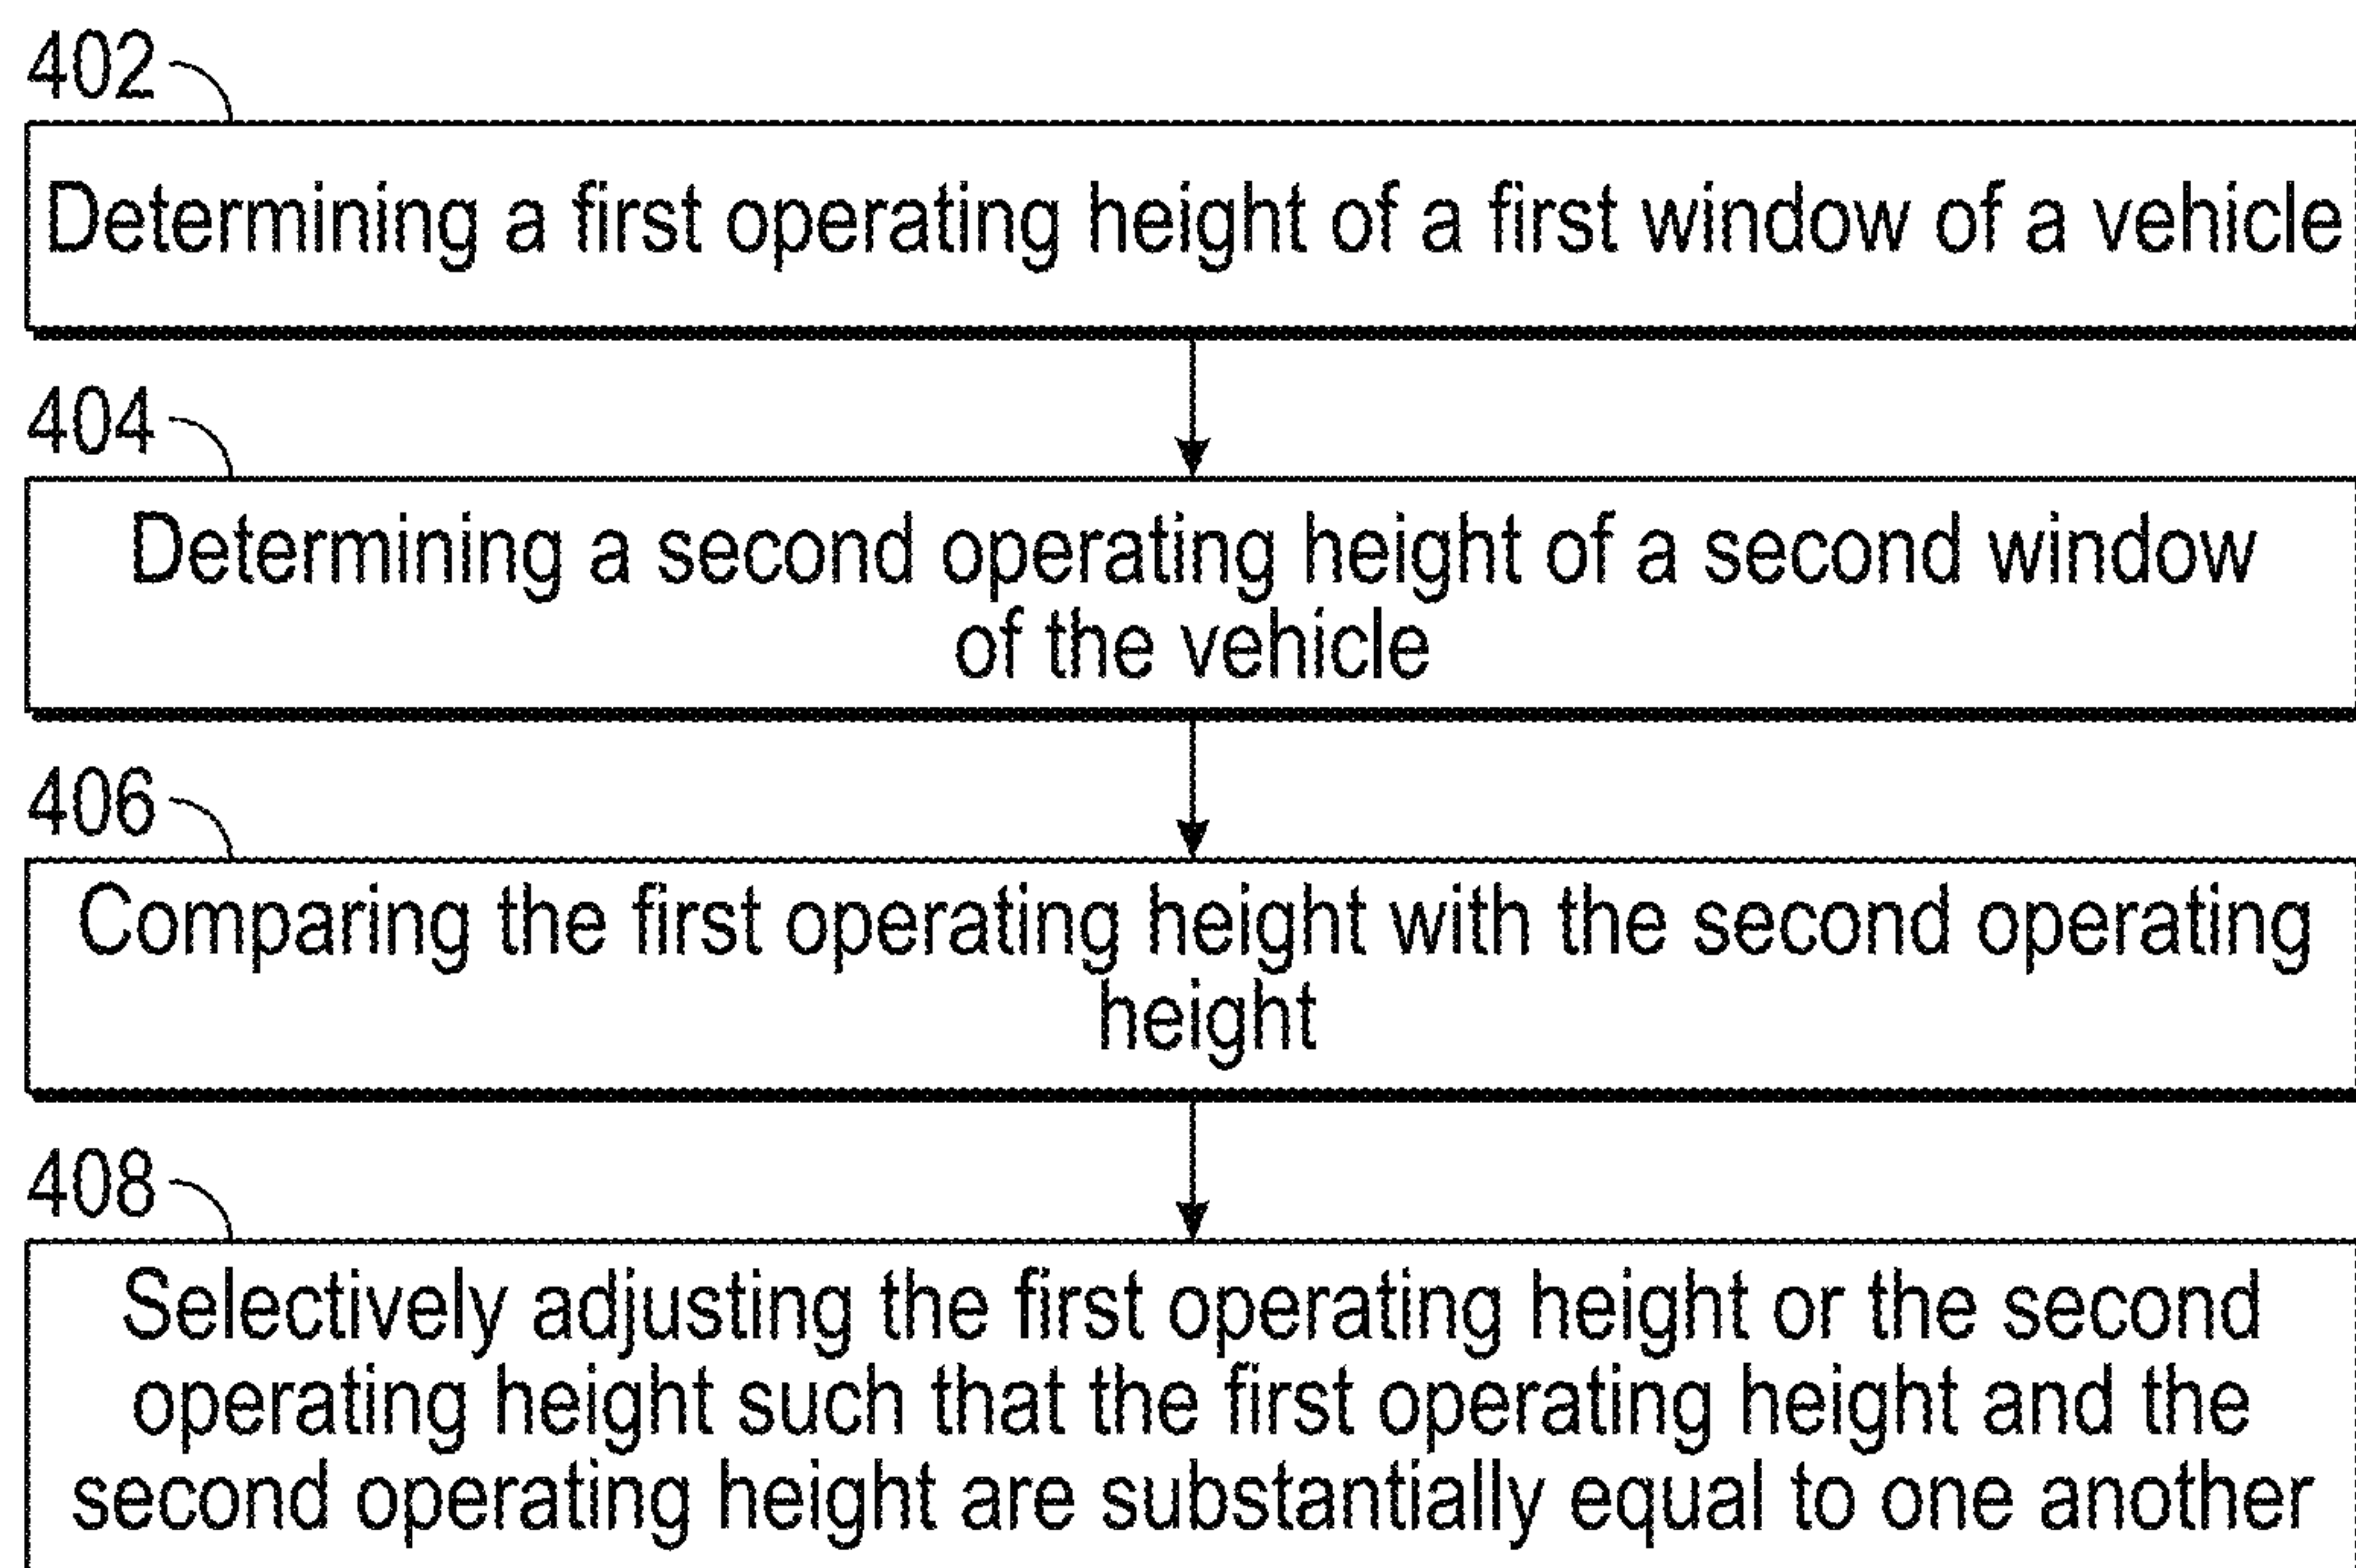 402
Determining a first operating height of a first window of a vehicle
404
Determining a second operating height of a second window
of the vehicle
406
Comparing the first operating height with the second operating
height
408
Selectively adjusting the first operating height or the second
operating height such that the first operating height and the
second operating height are substantially equal to one another